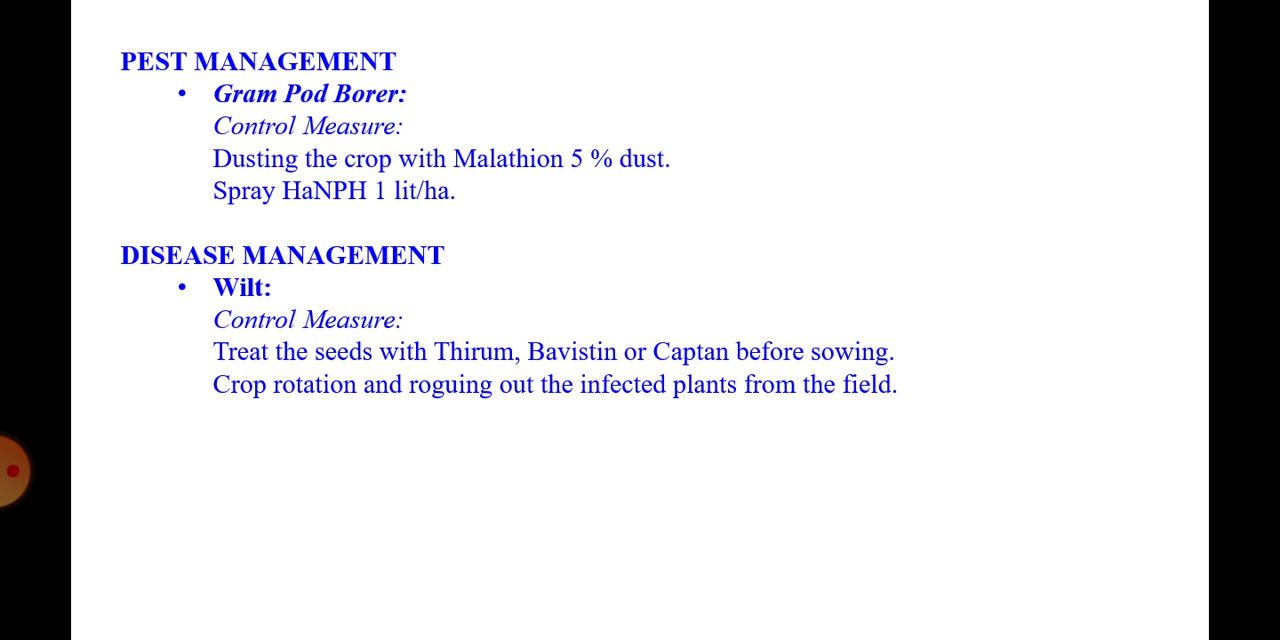 PEST MANAGEMENT
• Gram Pod Borer:
Control Measure:
Dusting the crop with Malathion 5 % dust.
Spray HaNPH 1 lit/ha.
DISEASE MANAGEMENT
• Wilt:
Control Measure:
Treat the seeds with Thirum, Bavistin or Captan before sowing.
Crop rotation and roguing out the infected plants from the field.